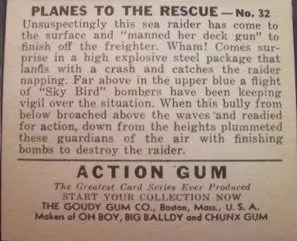 PLANES TO THE RESCUE—No. 32
Unsuspectingly this sea raider has come to
the surface and "manned her deck gun" to
finish off the freighter. Wham! Comes sur-
prise in a high explosive steel package that
lands with a crash and catches the raider
napping. Far above in the upper blue a flight
of "Sky Bird" bombers have been keeping
vigil over the situation. When this bully from
below broached above the waves and readied
for action, down from the heights plummeted
these guardians of the air with finishing
bombs to destroy the raider.
ACTION GUM
The Greatest Card Series Ever Produced
START YOUR COLLECTION NOW
THE GOUDY GUM CO., Boston, Mass., U. S. A.
Makers of OH BOY, BIG BALLDY and CHUNX GUM